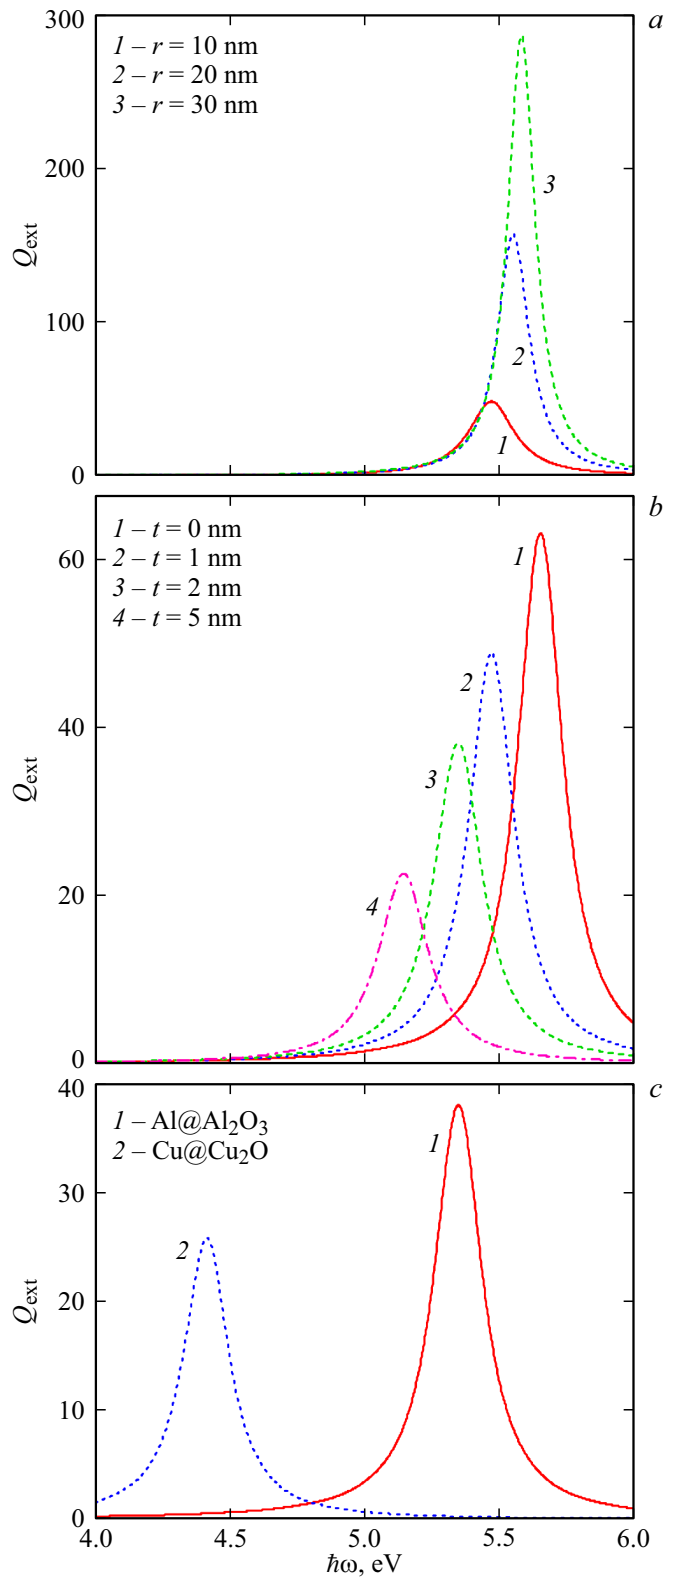 a
300
1 – r = 10 nm
2 – r = 20 nm
3 – r = 30 nm
200
100
0
Qext
3
2
1
b
1 – t = 0 nm
2 – t = 1 nm
3 – t = 2 nm
4 – t = 5 nm
60
40
20
0
Qext
1
2
3
4
c
40
1 – Al@Al₂O₃
2 – Cu@Cu₂O
30
20
10
0
Qext
1
2
4.0 4.5 5.0 5.5 6.0
ħω, eV